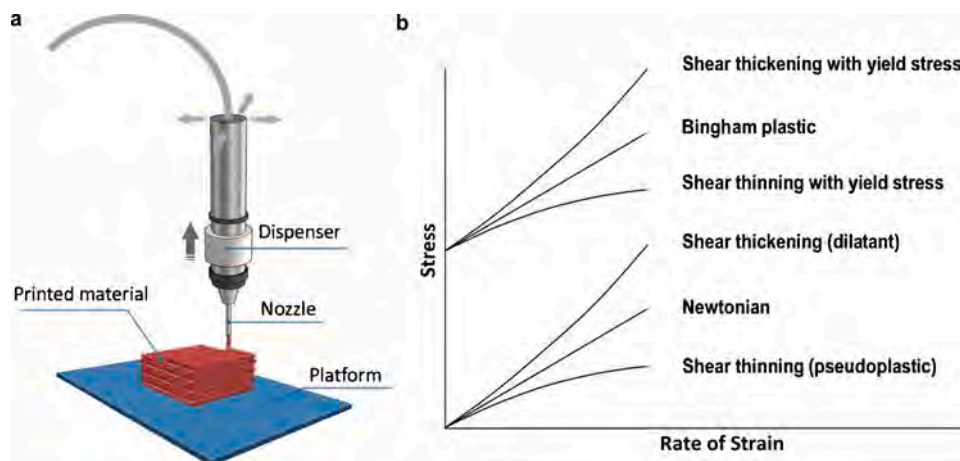 a
Dispenser
Printed material
Nozzle
Platform
b
Shear thickening with yield stress
Bingham plastic
Shear thinning with yield stress
Shear thickening (dilatant)
Newtonian
Shear thinning (pseudoplastic)
Stress
Rate of Strain